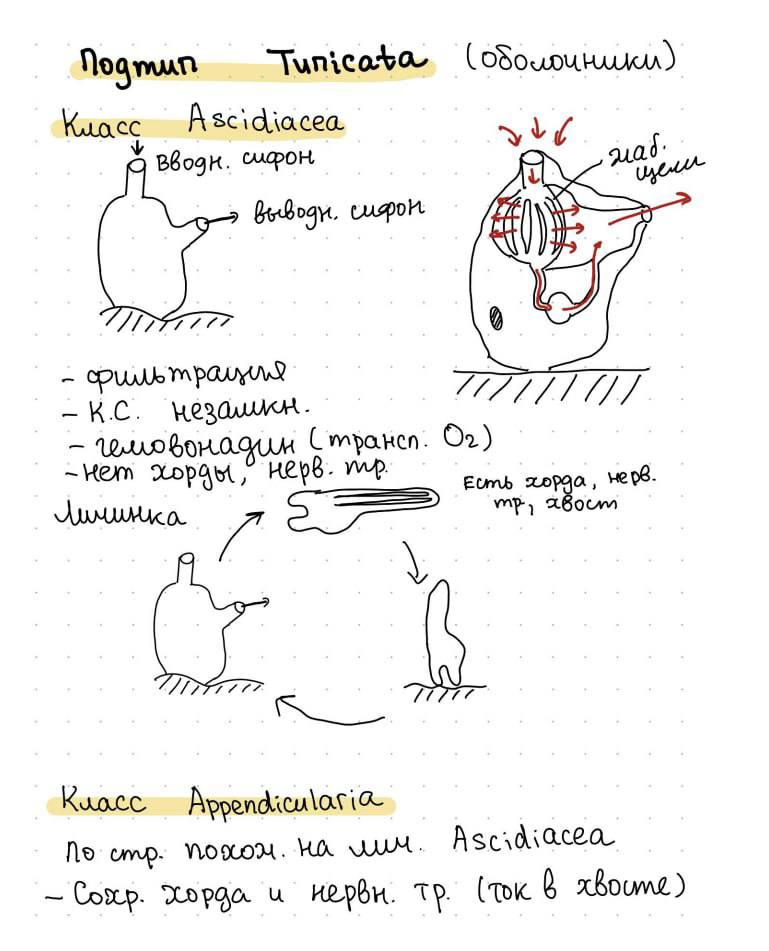 Подтип Tunicata (оболочники)
Класс Ascidiacea
Вводн. сифон
выводн. сифон
жаб.
щели
- фильтрация
- К.С. незамкн.
- гемовонадин (трансп. O₂)
- нет хорды, нерв. тр.
Личинка
Есть хорда, нерв.
тр., хвост
Класс Appendicularia
По стр. похож. на лич. Ascidiacea
- Сохр. хорда и нервн. тр. (ток в хвосте)